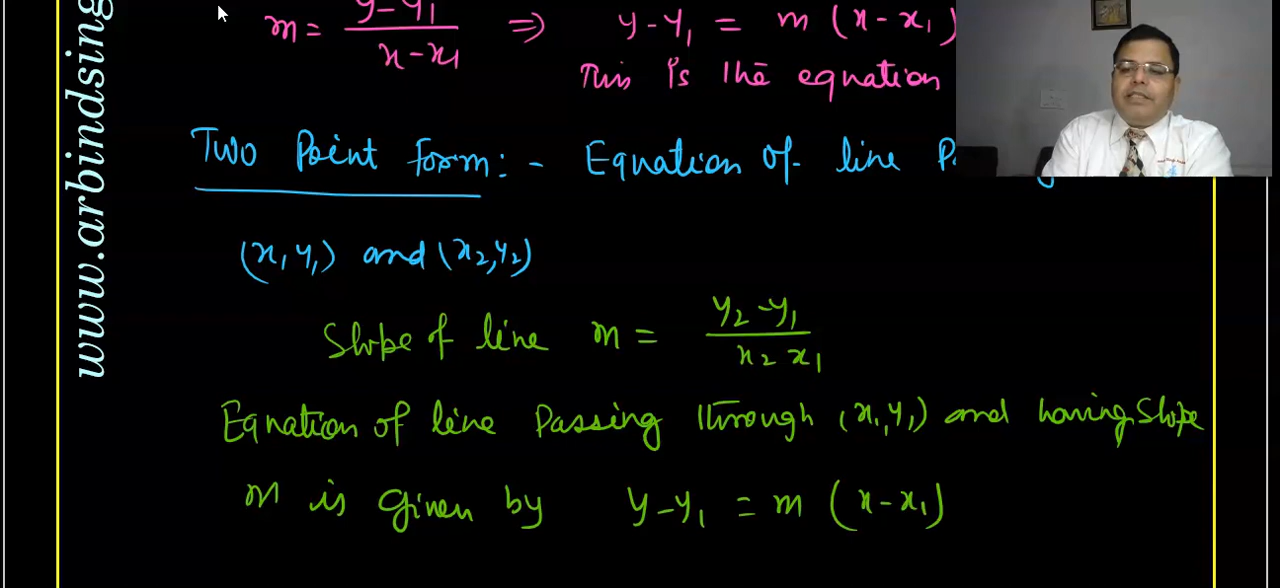 www.arbindsing
m = y-y₁ / x-x₁ ⇒ y-y₁ = m (x-x₁)
This is the equation
Two Point form:- Equation of line
(x₁ y₁) and (x₂, y₂)
Slope of line m = y₂-y₁ / x₂ x₁
Equation of line Passing through (x₁, y₁) and having slope
m is given by y-y₁ = m (x-x₁)